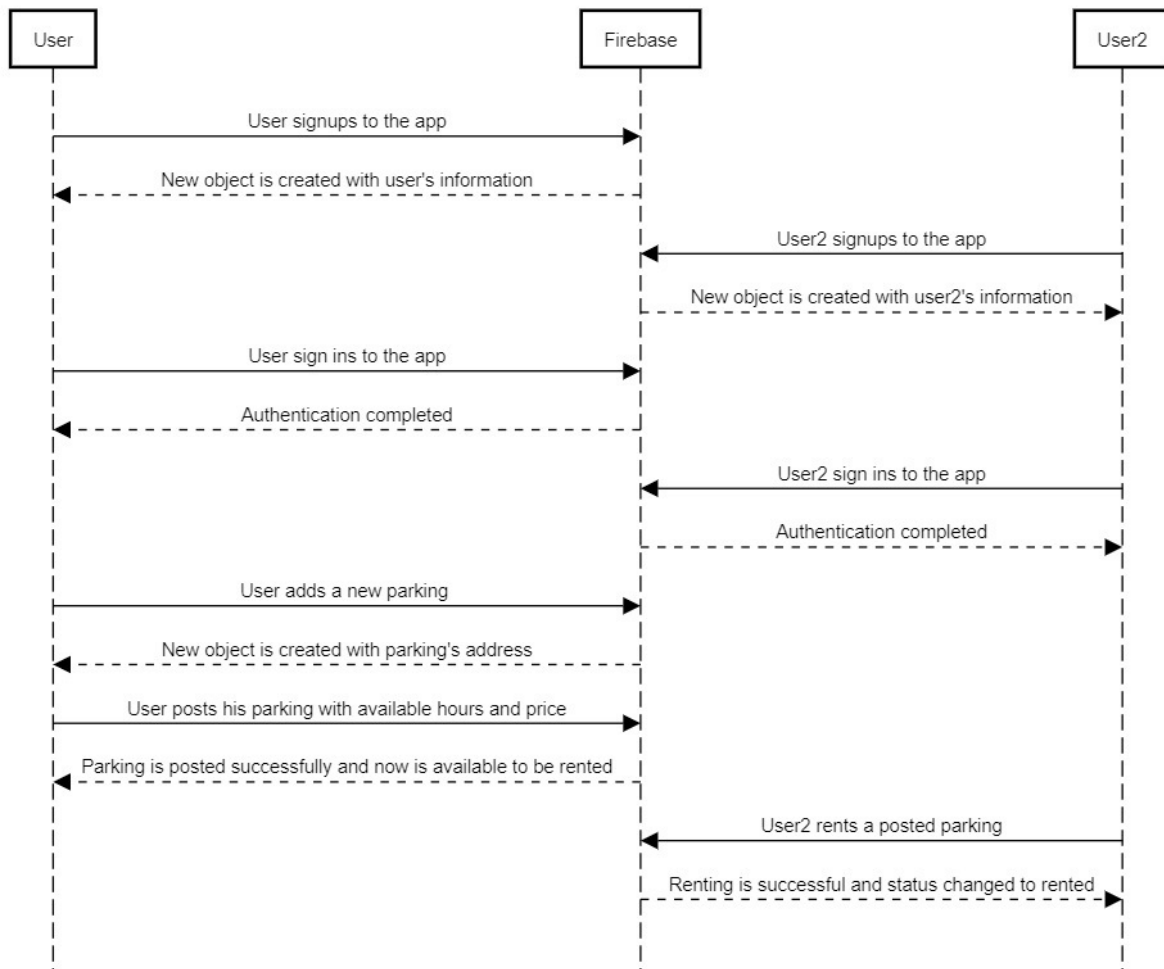 User
Firebase
User2
User signups to the app
New object is created with user's information
User2 signups to the app
New object is created with user2's information
User sign ins to the app
Authentication completed
User2 sign ins to the app
Authentication completed
User adds a new parking
New object is created with parking's address
User posts his parking with available hours and price
Parking is posted successfully and now is available to be rented
User2 rents a posted parking
Renting is successful and status changed to rented